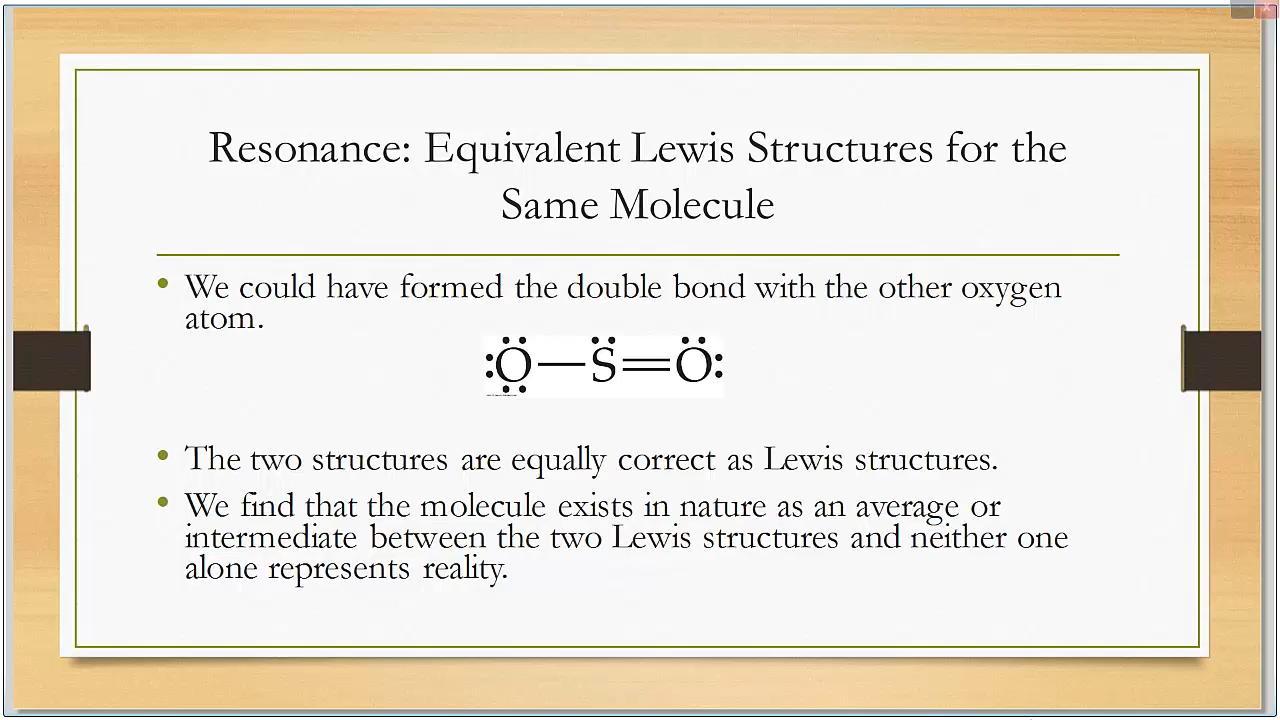 Resonance: Equivalent Lewis Structures for the
Same Molecule
• We could have formed the double bond with the other oxygen
atom.
:Ö̤—S̈=Ö:
• The two structures are equally correct as Lewis structures.
• We find that the molecule exists in nature as an average or
intermediate between the two Lewis structures and neither one
alone represents reality.